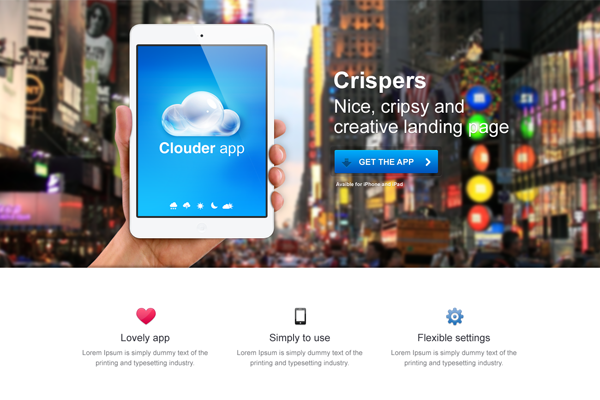 Crispers
Nice, cripsy and
creative landing page
Clouder app
GET THE APP
Avaible for iPhone and iPad
Lovely app
Lorem Ipsum is simply dummy text of the
printing and typesetting industry.
Simply to use
Lorem Ipsum is simply dummy text of the
printing and typesetting industry.
Flexible settings
Lorem Ipsum is simply dummy text of the
printing and typesetting industry.